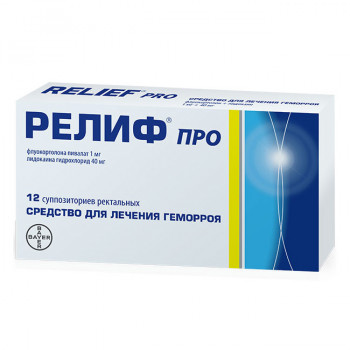 RELIEF® PRO
СРЕДСТВО ДЛЯ ЛЕЧЕНИЯ ГЕМОРРОЯ
РЕЛИФ® ПРО
флуокортолона пивалат 1 мг
лидокаина гидрохлорид 40 мг
12 суппозиториев ректальных
СРЕДСТВО ДЛЯ ЛЕЧЕНИЯ ГЕМОРРОЯ
BAYER
BAYER